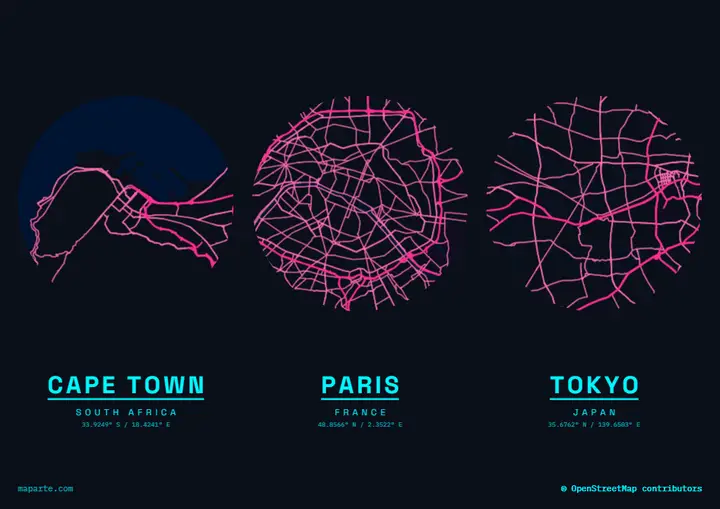 CAPE TOWN
SOUTH AFRICA
33.9249° S / 18.4241° E
PARIS
FRANCE
48.8566° N / 2.3522° E
TOKYO
JAPAN
35.6762° N / 139.6503° E
maparte.com
© OpenStreetMap contributors